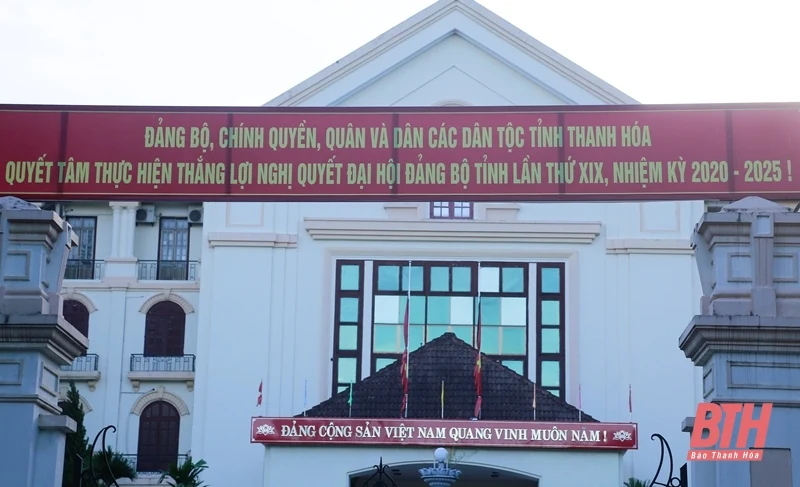 ĐẢNG BỘ, CHÍNH QUYỀN, QUÂN VÀ DÂN CÁC DÂN TỘC TỈNH THANH HÓA
QUYẾT TÂM THỰC HIỆN THẮNG LỢI NGHỊ QUYẾT ĐẠI HỘI ĐẢNG BỘ TỈNH LẦN THỨ XIX, NHIỆM KỲ 2020 - 2025 !
ĐẢNG CỘNG SẢN VIỆT NAM QUANG VINH MUÔN NĂM !
BTH
Báo Thanh Hóa